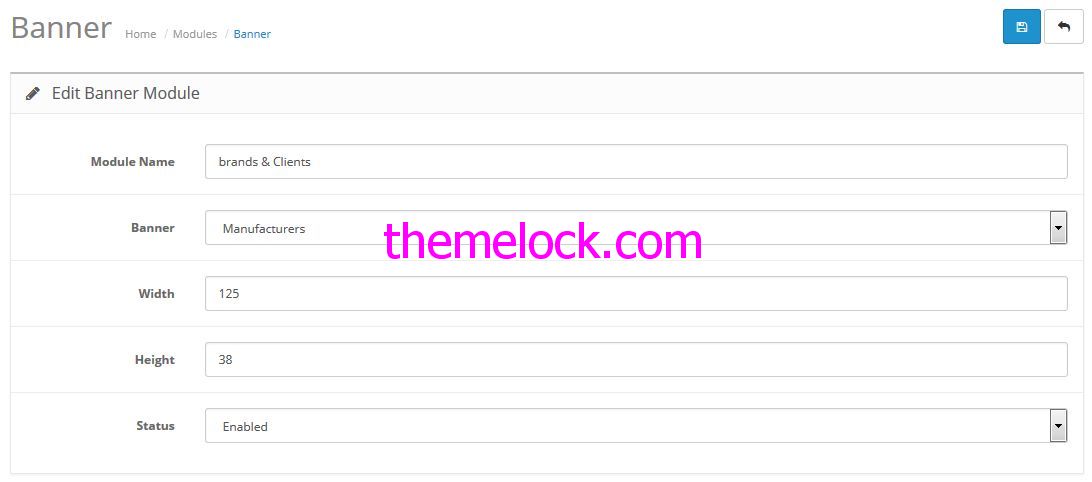 Banner Home / Modules / Banner
Edit Banner Module
Module Name brands & Clients
Banner Manufacturers
themelock.com
Width 125
Height 38
Status Enabled